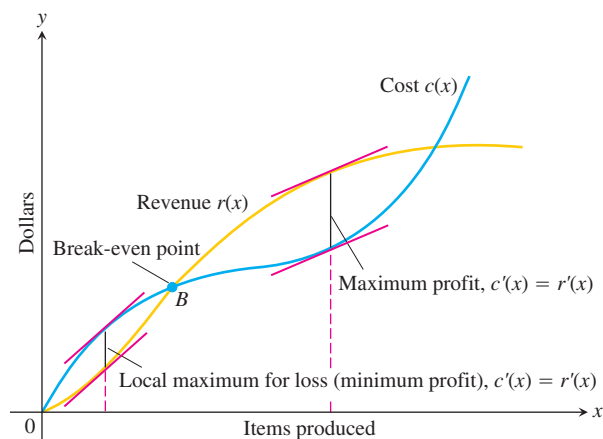 y
Cost c(x)
Revenue r(x)
Dollars
Break-even point
B
Maximum profit, c′(x) = r′(x)
Local maximum for loss (minimum profit), c′(x) = r′(x)
x
0
Items produced